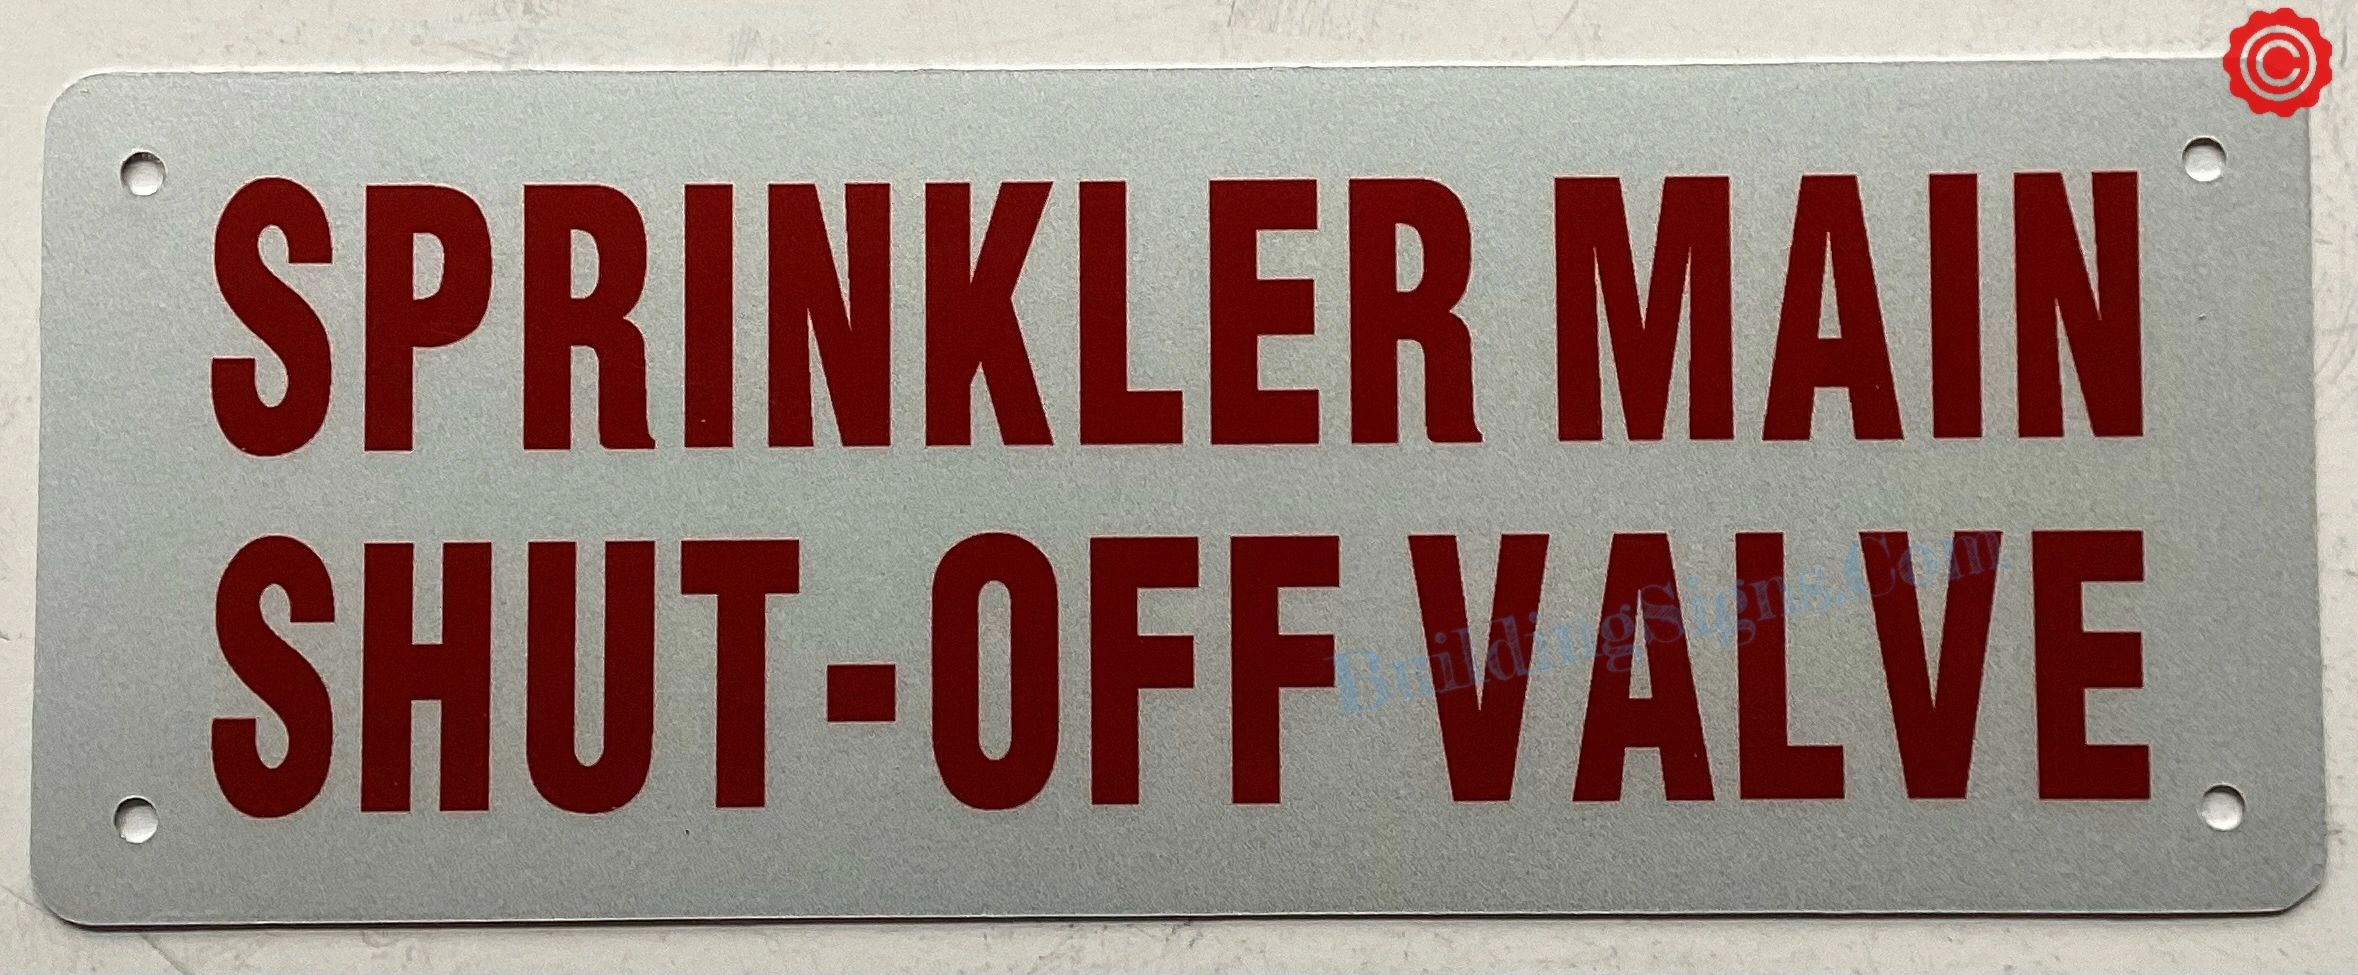 ©
SPRINKLER MAIN
SHUT-OFF VALVE
BuildingSigns.Com